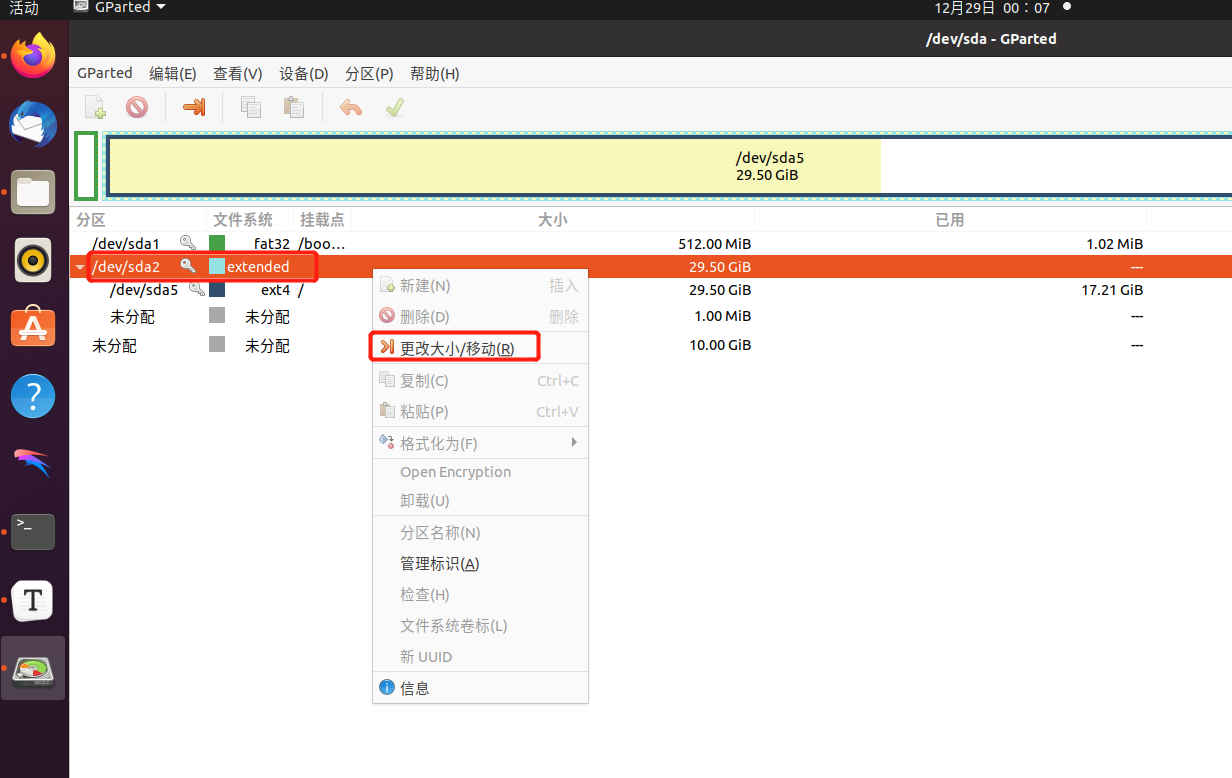 活动 GParted 12月29日 00：07
/dev/sda - GParted
GParted 编辑(E) 查看(V) 设备(D) 分区(P) 帮助(H)
/dev/sda5
29.50 GiB
分区 文件系统 挂载点 大小 已用
/dev/sda1 fat32 /boo... 512.00 MiB 1.02 MiB
/dev/sda2 extended 29.50 GiB ---
/dev/sda5 ext4 / 29.50 GiB 17.21 GiB
未分配 未分配 1.00 MiB ---
未分配 未分配 10.00 GiB ---
新建(N) 插入
删除(D) 删除
更改大小/移动(R)
复制(C) Ctrl+C
粘贴(P) Ctrl+V
格式化为(F)
Open Encryption
卸载(U)
分区名称(N)
管理标识(A)
检查(H)
文件系统卷标(L)
新 UUID
信息